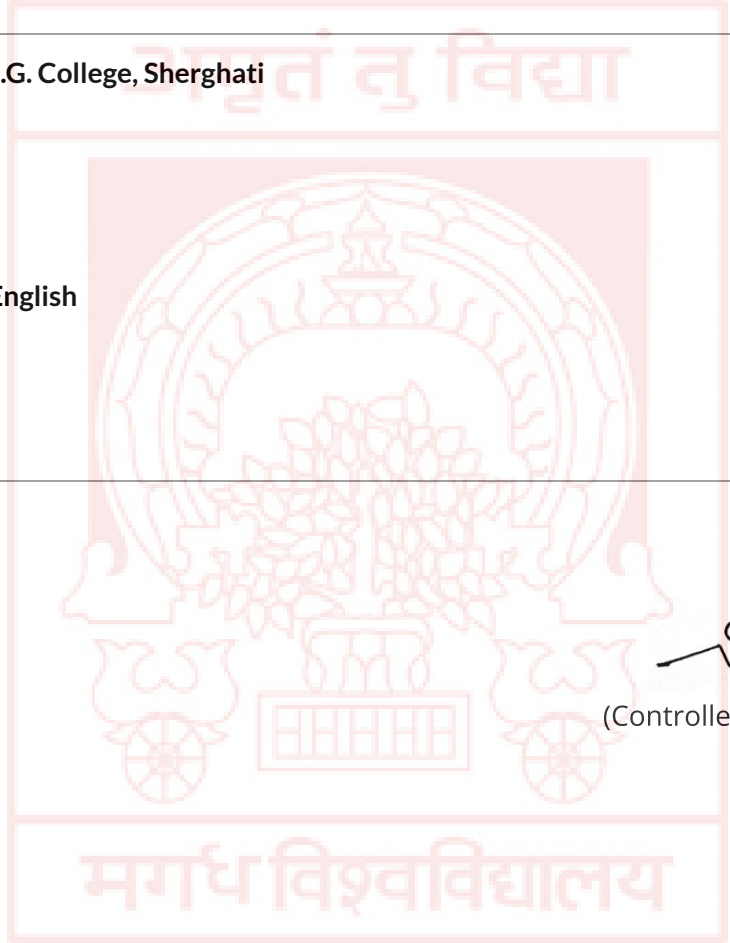 अमृतं तु विद्या
.G. College, Sherghati
English
(Controlle
मगध विश्वविद्यालय